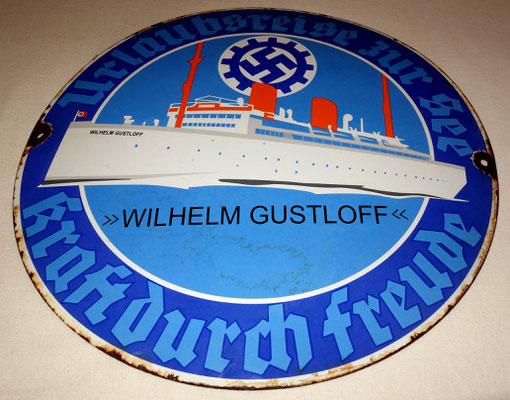 Urlaubsreise zur See
WILHELM GUSTLOFF
»WILHELM GUSTLOFF«
Kraft durch Freude